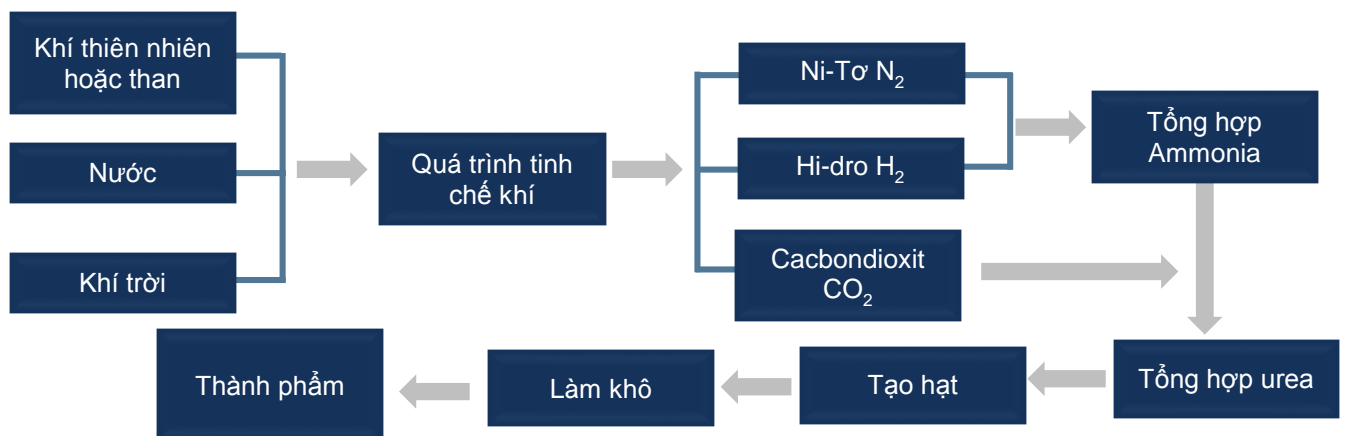 Khí thiên nhiên
hoặc than
Nước
Khí trời
Quá trình tinh
chế khí
Ni-Tơ N₂
Hi-dro H₂
Cacbondioxit
CO₂
Tổng hợp
Ammonia
Tổng hợp urea
Tạo hạt
Làm khô
Thành phẩm